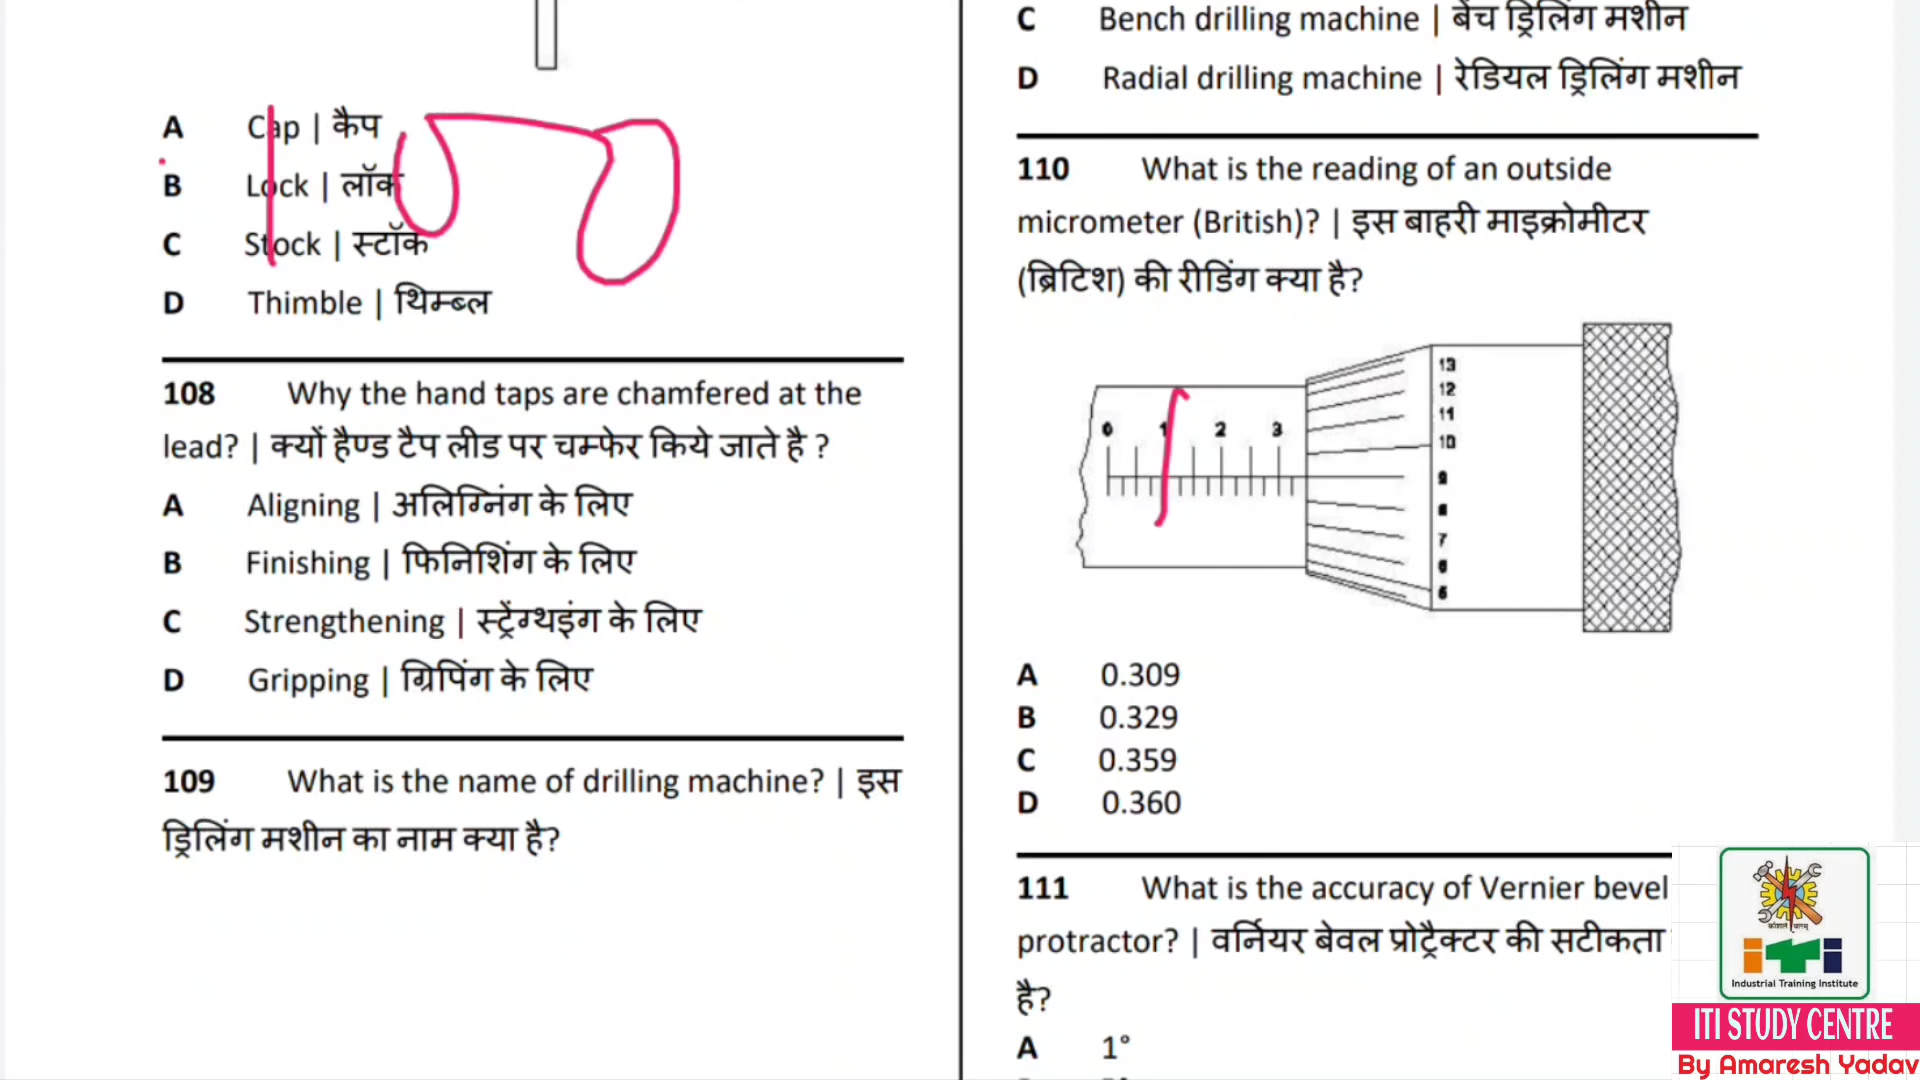 A Cap | कैप
B Lock | लॉक
C Stock | स्टॉक
D Thimble | थिम्ब्ल
108 Why the hand taps are chamfered at the
lead? | क्यों हैण्ड टैप लीड पर चम्फेर किये जाते है ?
A Aligning | अलिग्निंग के लिए
B Finishing | फिनिशिंग के लिए
C Strengthening | स्ट्रेंग्थइंग के लिए
D Gripping | ग्रिपिंग के लिए
109 What is the name of drilling machine? | इस
ड्रिलिंग मशीन का नाम क्या है?
C Bench drilling machine | बेंच ड्रिलिंग मशीन
D Radial drilling machine | रेडियल ड्रिलिंग मशीन
110 What is the reading of an outside
micrometer (British)? | इस बाहरी माइक्रोमीटर
(ब्रिटिश) की रीडिंग क्या है?
0 1 2 3
13
12
11
10
9
8
7
6
5
A 0.309
B 0.329
C 0.359
D 0.360
111 What is the accuracy of Vernier bevel
protractor? | वर्नियर बेवल प्रोट्रैक्टर की सटीकता
है?
A 1°
Industrial Training Institute
ITI STUDY CENTRE
By Amaresh Yadav